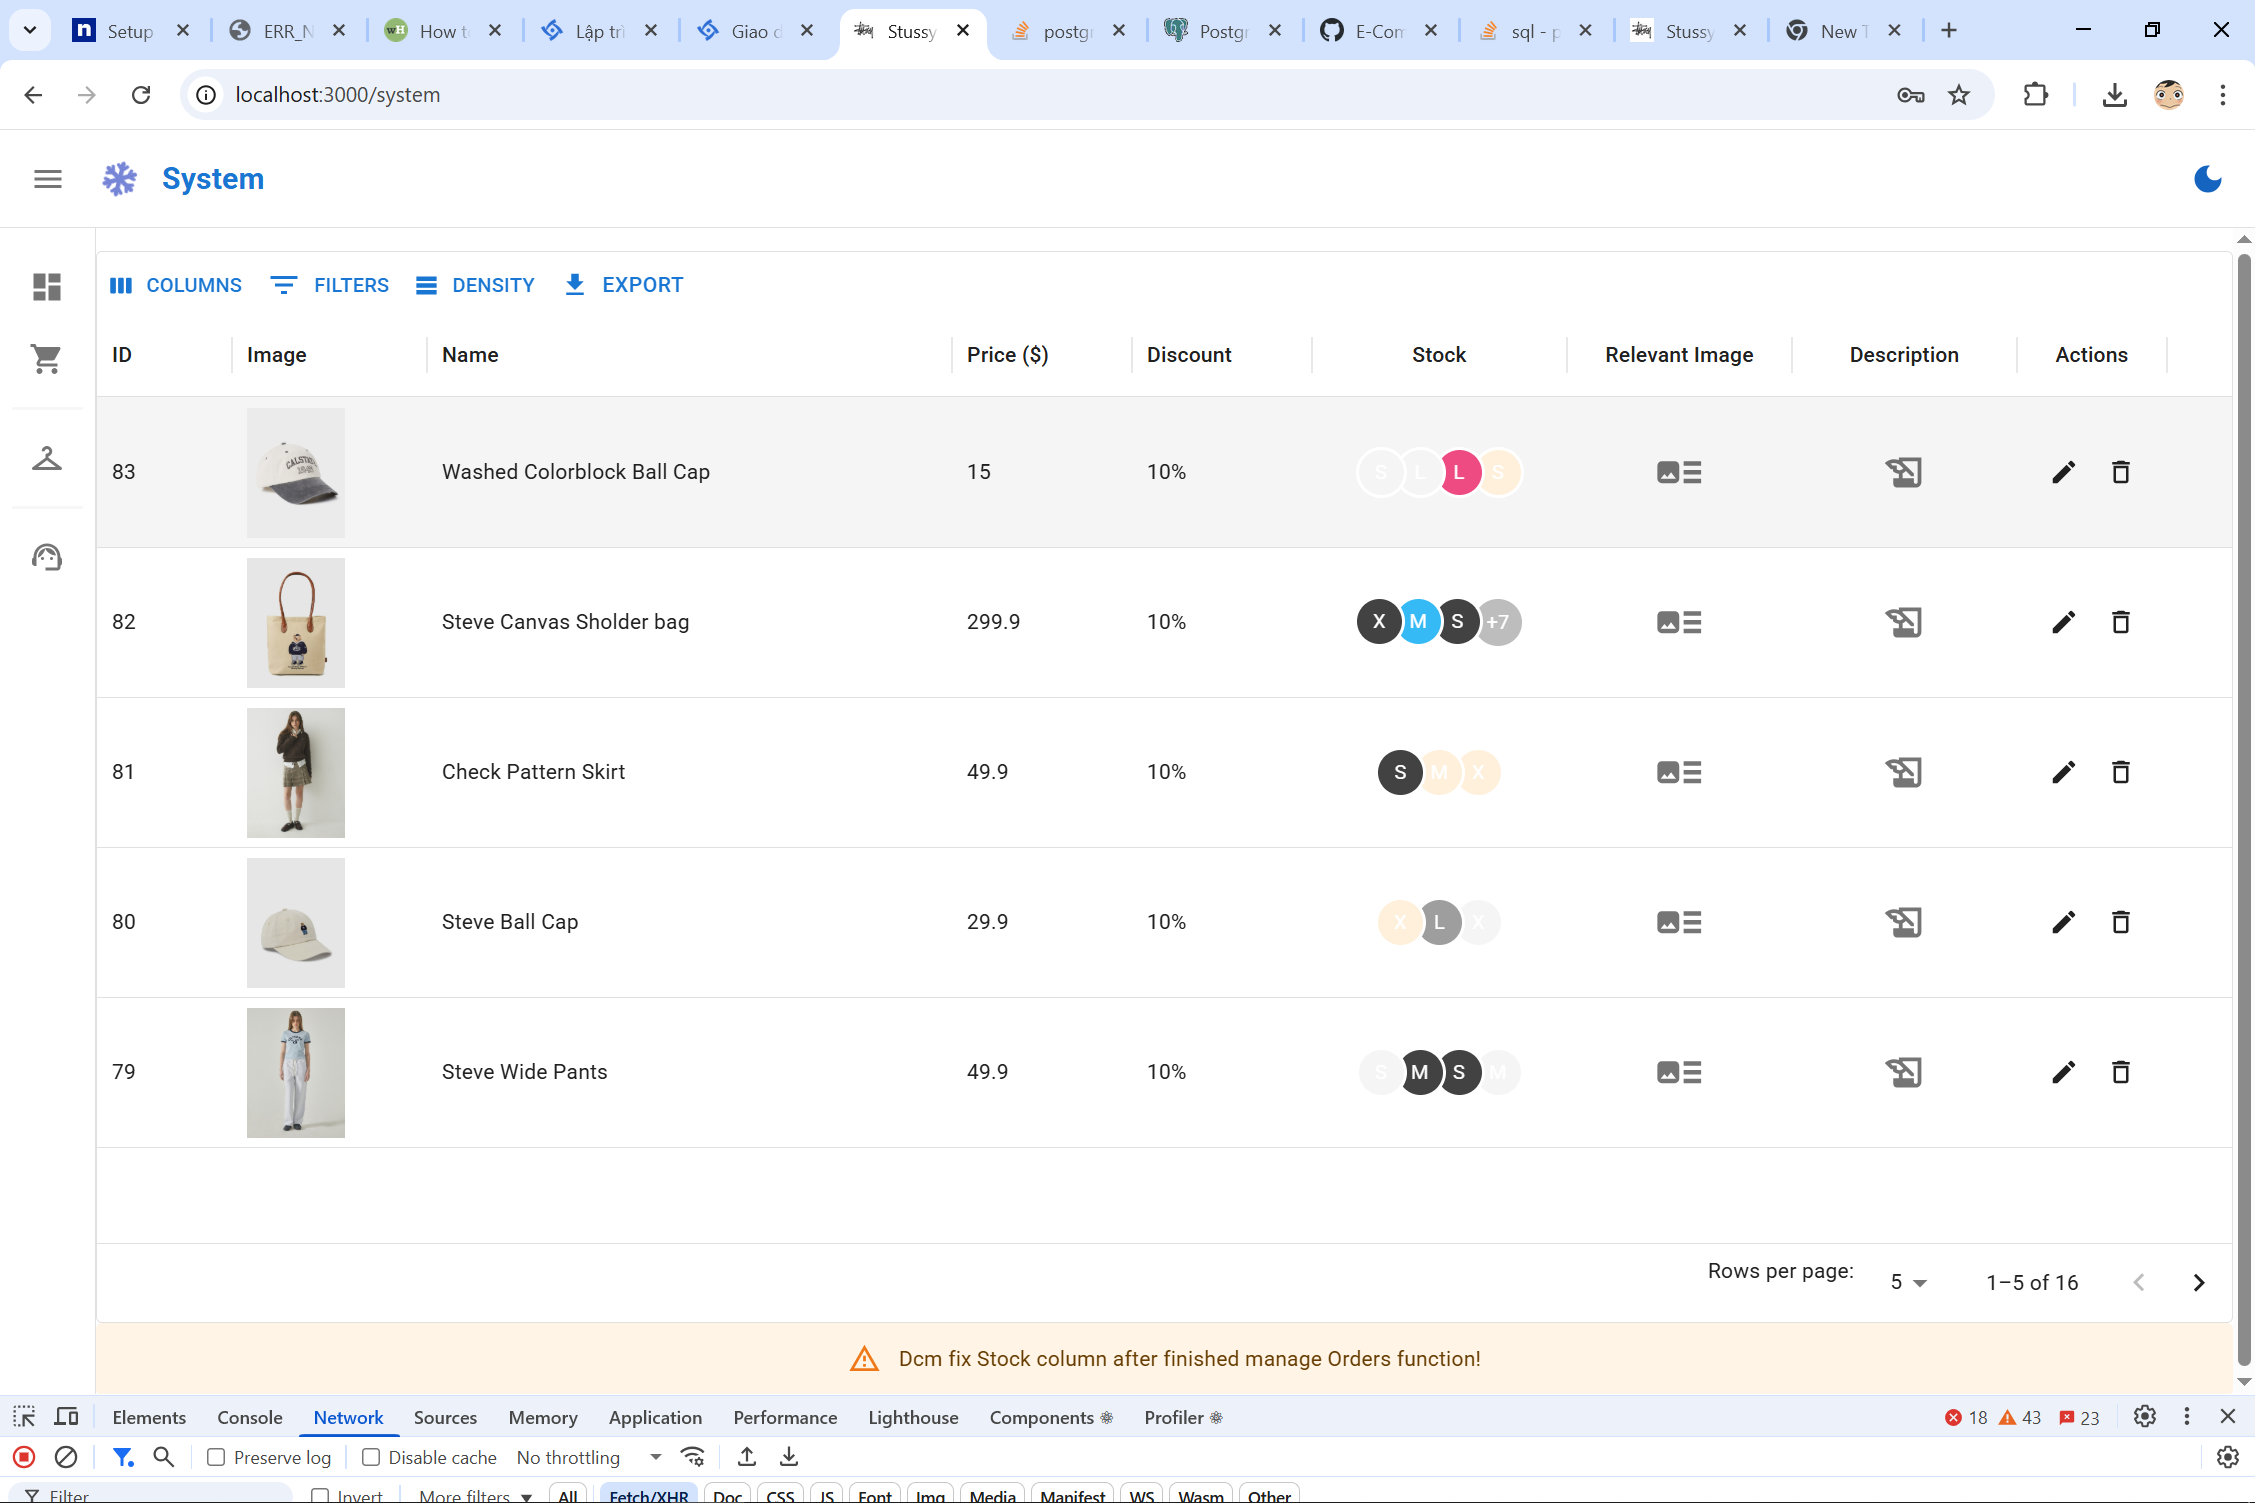 Setup
ERR_N
How t
Lập trì
Giao d
Stussy
postgr
Postgr
E-Com
sql - p
Stussy
New T
localhost:3000/system
System
COLUMNS FILTERS DENSITY EXPORT
ID Image Name Price ($) Discount Stock Relevant Image Description Actions
83 Washed Colorblock Ball Cap 15 10% S L L S
82 Steve Canvas Sholder bag 299.9 10% X M S +7
81 Check Pattern Skirt 49.9 10% S M X
80 Steve Ball Cap 29.9 10% X L X
79 Steve Wide Pants 49.9 10% S M S M
Rows per page: 5 1–5 of 16
Dcm fix Stock column after finished manage Orders function!
Elements Console Network Sources Memory Application Performance Lighthouse Components Profiler 18 43 23
Preserve log Disable cache No throttling
Filter Invert More filters All Fetch/XHR Doc CSS JS Font Img Media Manifest WS Wasm Other